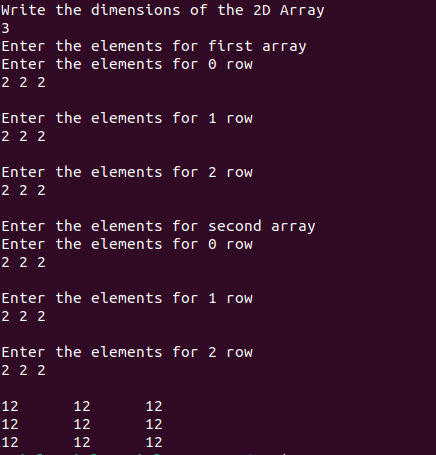 Write the dimensions of the 2D Array
3
Enter the elements for first array
Enter the elements for 0 row
2 2 2
Enter the elements for 1 row
2 2 2
Enter the elements for 2 row
2 2 2
Enter the elements for second array
Enter the elements for 0 row
2 2 2
Enter the elements for 1 row
2 2 2
Enter the elements for 2 row
2 2 2
12 12 12
12 12 12
12 12 12